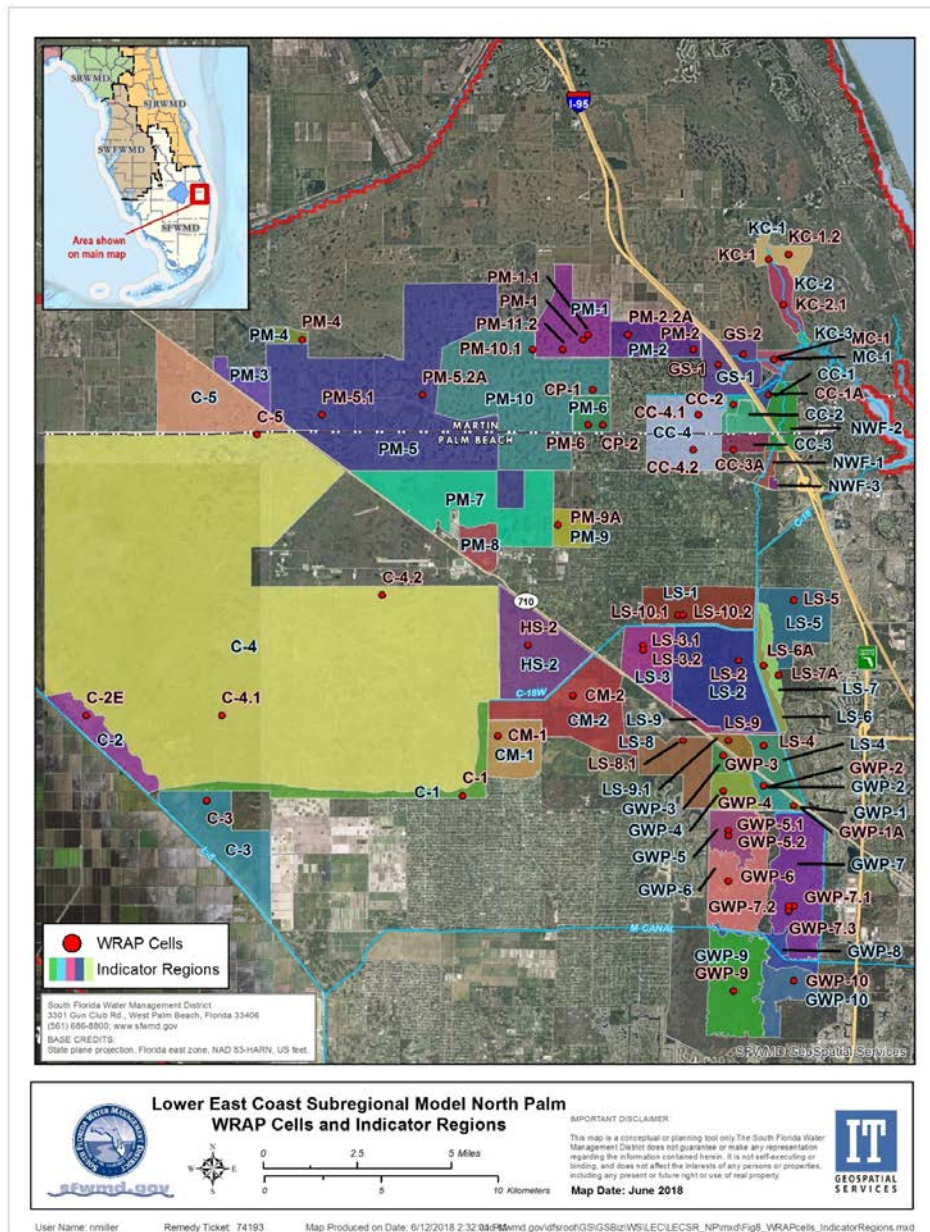 SRWMD
SJRWMD
SWFWMD
SFWMD
Area shown
on main map
I-95
KC-1
KC-1.2
KC-1
KC-2
KC-2.1
PM-1.1
PM-1
PM-1
PM-11.2
PM-2.2A
PM-2
PM-2
GS-2
KC-3
MC-1
MC-1
PM-4
PM-4
PM-10.1
GS-1
GS-1
CC-1
CC-1A
PM-3
C-5
PM-5.2A
CP-1
PM-10
PM-6
CC-2
CC-2
CC-4.1
NWF-2
C-5
PM-5.1
MARTIN
PALM BEACH
PM-5
PM-6
CP-2
CC-4
CC-3
CC-4.2
CC-3A
NWF-1
NWF-3
PM-7
C-18
PM-9A
PM-9
PM-8
C-4.2
710
LS-1
LS-10.1
LS-10.2
LS-5
LS-5
HS-2
HS-2
C-4
LS-3.1
LS-3.2
LS-3
LS-6A
LS-2
LS-2
LS-7A
LS-7
C-18W
CM-2
CM-2
C-2E
C-4.1
C-2
LS-9
LS-9
LS-6
CM-1
CM-1
LS-8
LS-8.1
LS-4
LS-4
GWP-3
GWP-2
LS-9.1
GWP-2
C-1
C-1
GWP-3
GWP-4
GWP-1
GWP-4
GWP-1A
C-3
C-3
L-8
GWP-5.1
GWP-5.2
GWP-5
GWP-7
GWP-6
GWP-6
GWP-7.1
GWP-7.2
GWP-7.3
M-CANAL
GWP-8
GWP-9
GWP-9
GWP-10
GWP-10
WRAP Cells
Indicator Regions
South Florida Water Management District
3301 Gun Club Rd., West Palm Beach, Florida 33406
(561) 686-8800; www.sfwmd.gov
BASE CREDITS:
State plane projection, Florida east zone, NAD 83-HARN, US feet.
SFWMD GeoSpatial Services
SOUTH FLORIDA WATER MANAGEMENT DISTRICT
sfwmd.gov
Lower East Coast Subregional Model North Palm
WRAP Cells and Indicator Regions
N
W E
S
0 2.5 5 Miles
0 5 10 Kilometers
IMPORTANT DISCLAIMER:
This map is a conceptual or planning tool only.The South Florida Water
Management District does not guarantee or make any representation
regarding the information contained herein. It is not self-executing or
binding, and does not affect the interests of any persons or properties,
including any present or future right or use of real property.
Map Date: June 2018
IT
GEOSPATIAL
SERVICES
User Name: nmiller Remedy Ticket: 74193 Map Produced on Date: 6/12/2018 2:32: